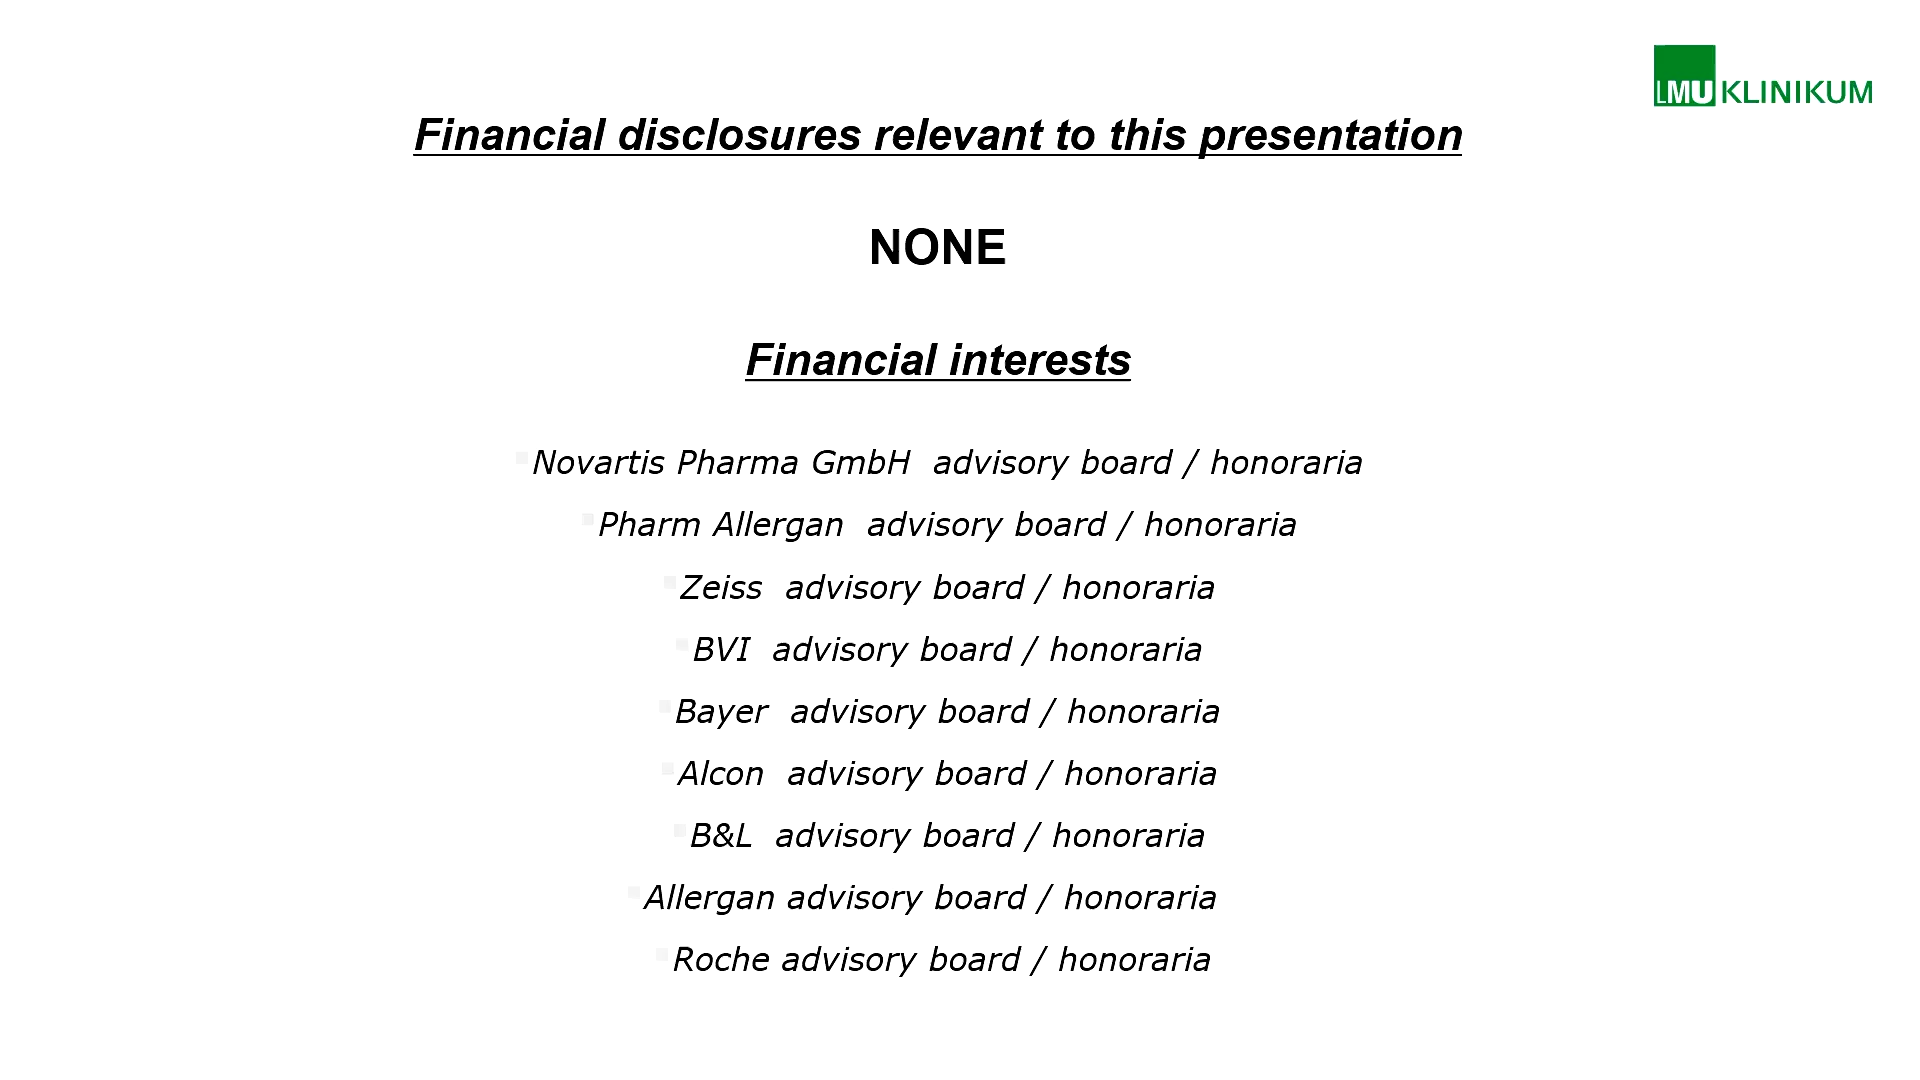 LMU KLINIKUM
Financial disclosures relevant to this presentation
NONE
Financial interests
Novartis Pharma GmbH  advisory board / honoraria
Pharm Allergan  advisory board / honoraria
Zeiss  advisory board / honoraria
BVI  advisory board / honoraria
Bayer  advisory board / honoraria
Alcon  advisory board / honoraria
B&L  advisory board / honoraria
Allergan advisory board / honoraria
Roche advisory board / honoraria